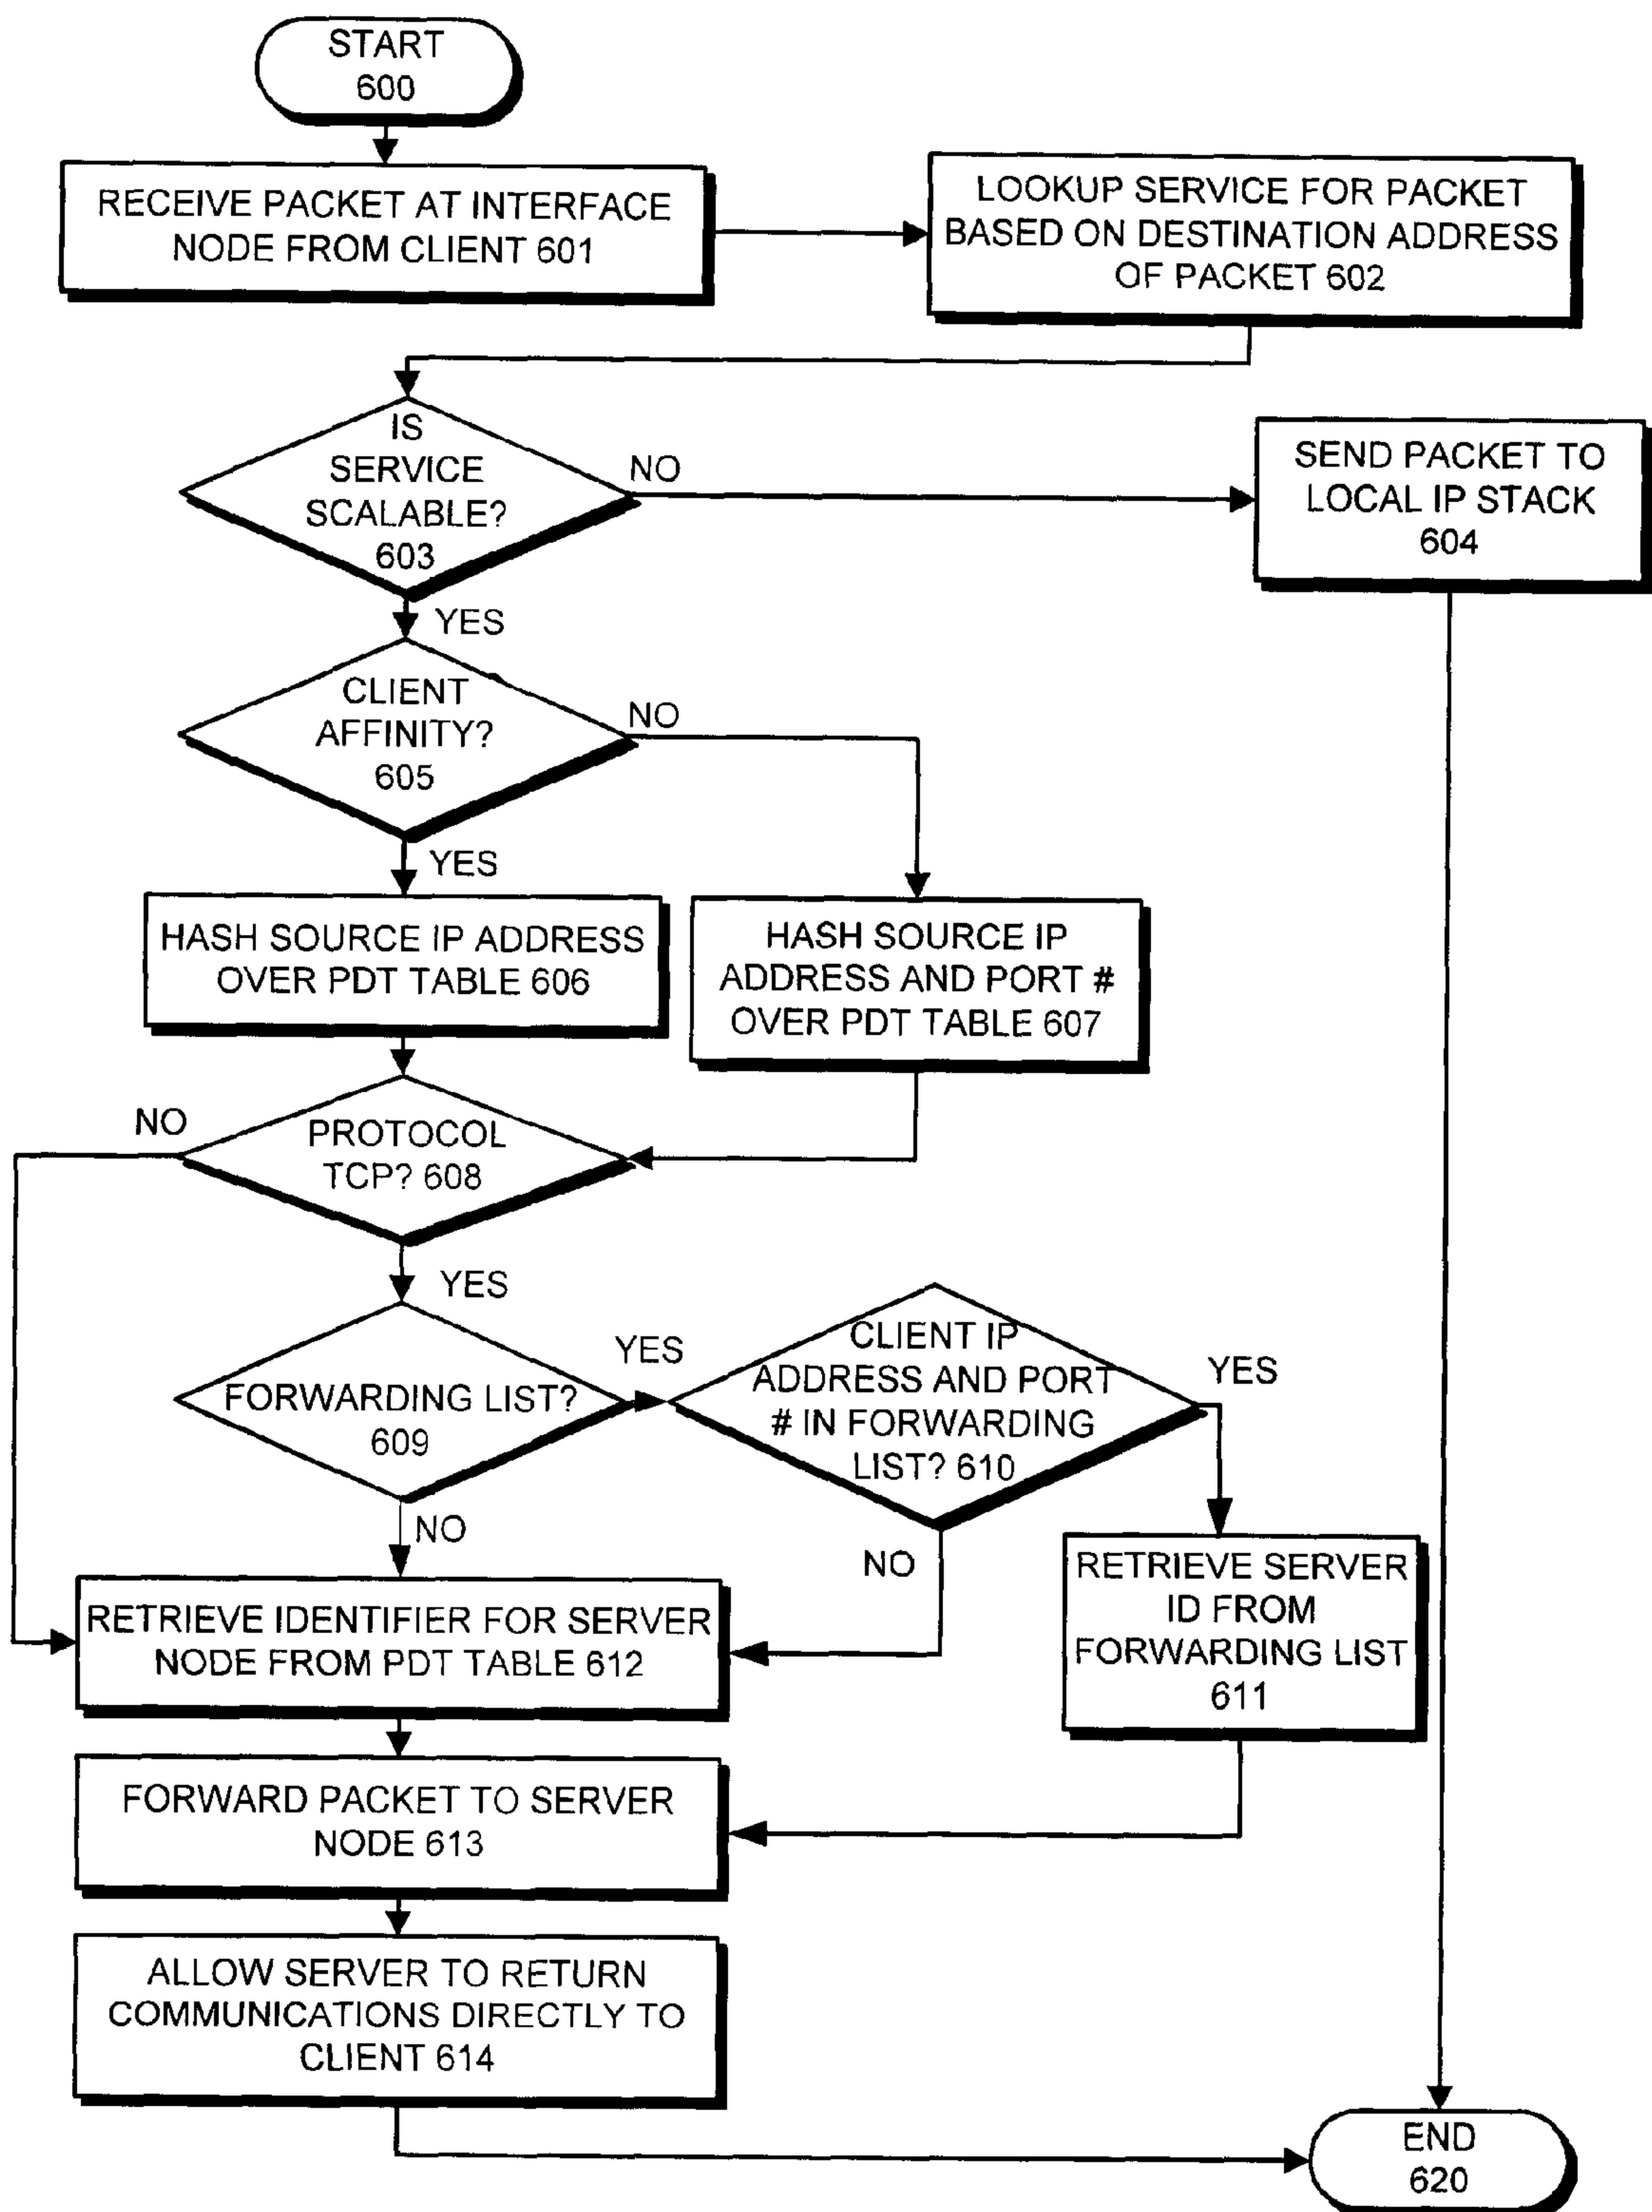 START
600
RECEIVE PACKET AT INTERFACE
NODE FROM CLIENT 601
LOOKUP SERVICE FOR PACKET
BASED ON DESTINATION ADDRESS
OF PACKET 602
IS
SERVICE
SCALABLE?
603
NO
SEND PACKET TO
LOCAL IP STACK
604
YES
CLIENT
AFFINITY?
605
NO
YES
HASH SOURCE IP ADDRESS
OVER PDT TABLE 606
HASH SOURCE IP
ADDRESS AND PORT #
OVER PDT TABLE 607
NO
PROTOCOL
TCP? 608
YES
FORWARDING LIST?
609
YES
CLIENT IP
ADDRESS AND PORT
# IN FORWARDING
LIST? 610
YES
NO
NO
RETRIEVE SERVER
ID FROM
FORWARDING LIST
611
RETRIEVE IDENTIFIER FOR SERVER
NODE FROM PDT TABLE 612
FORWARD PACKET TO SERVER
NODE 613
ALLOW SERVER TO RETURN
COMMUNICATIONS DIRECTLY TO
CLIENT 614
END
620